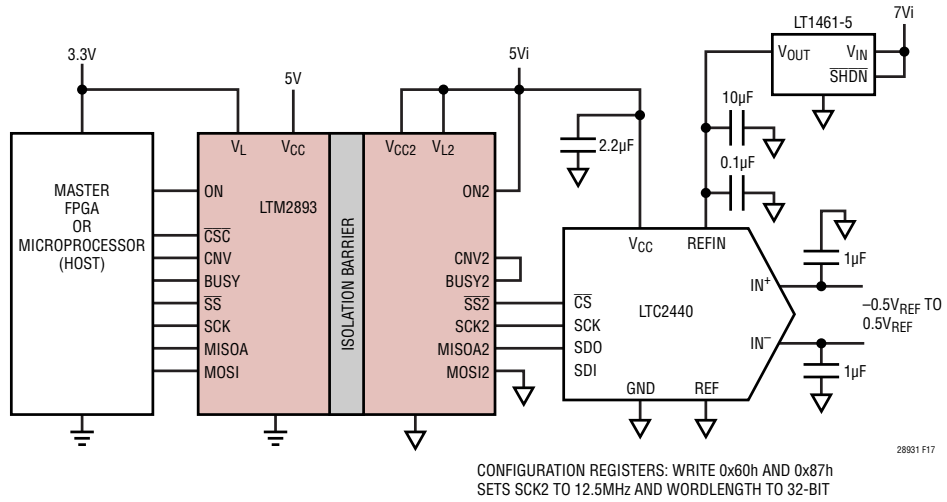 LT1461-5
7Vi
VOUT
VIN
SHDN
3.3V
5V
5Vi
10µF
0.1µF
2.2µF
VL
VCC
VCC2
VL2
MASTER
FPGA
OR
MICROPROCESSOR
(HOST)
ON
LTM2893
ISOLATION BARRIER
ON2
CSC
CNV
BUSY
SS
SCK
MISOA
MOSI
CNV2
BUSY2
SS2
SCK2
MISOA2
MOSI2
VCC
REFIN
CS
SCK
SDO
SDI
LTC2440
IN+
IN–
GND
REF
1µF
–0.5VREF TO
0.5VREF
1µF
28931 F17
CONFIGURATION REGISTERS: WRITE 0x60h AND 0x87h
SETS SCK2 TO 12.5MHz AND WORDLENGTH TO 32-BIT